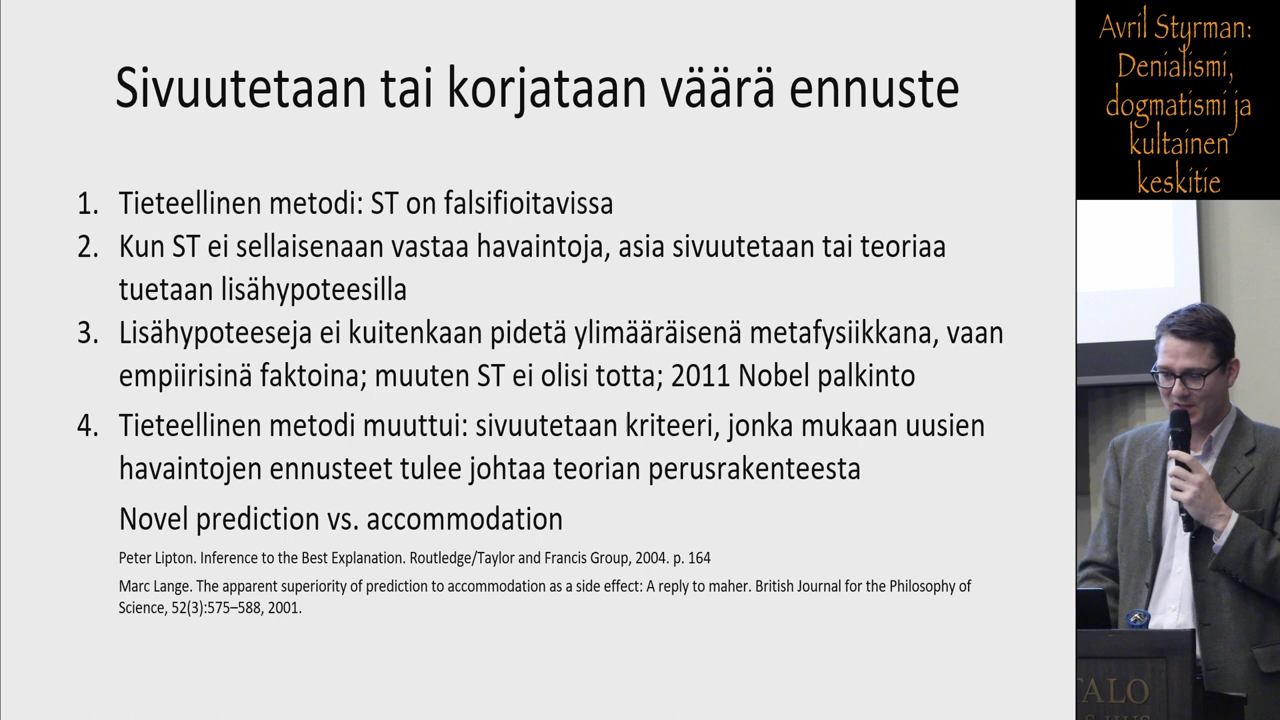 Sivuutetaan tai korjataan väärä ennuste
1. Tieteellinen metodi: ST on falsifioitavissa
2. Kun ST ei sellaisenaan vastaa havaintoja, asia sivuutetaan tai teoriaa
tuetaan lisähypoteesilla
3. Lisähypoteeseja ei kuitenkaan pidetä ylimääräisenä metafysiikkana, vaan
empiirisinä faktoina; muuten ST ei olisi totta; 2011 Nobel palkinto
4. Tieteellinen metodi muuttui: sivuutetaan kriteeri, jonka mukaan uusien
havaintojen ennusteet tulee johtaa teorian perusrakenteesta
Novel prediction vs. accommodation
Peter Lipton. Inference to the Best Explanation. Routledge/Taylor and Francis Group, 2004. p. 164
Marc Lange. The apparent superiority of prediction to accommodation as a side effect: A reply to maher. British Journal for the Philosophy of
Science, 52(3):575–588, 2001.
Avril Styrman:
Denialismi,
dogmatismi ja
kultainen
keskitie
TALO